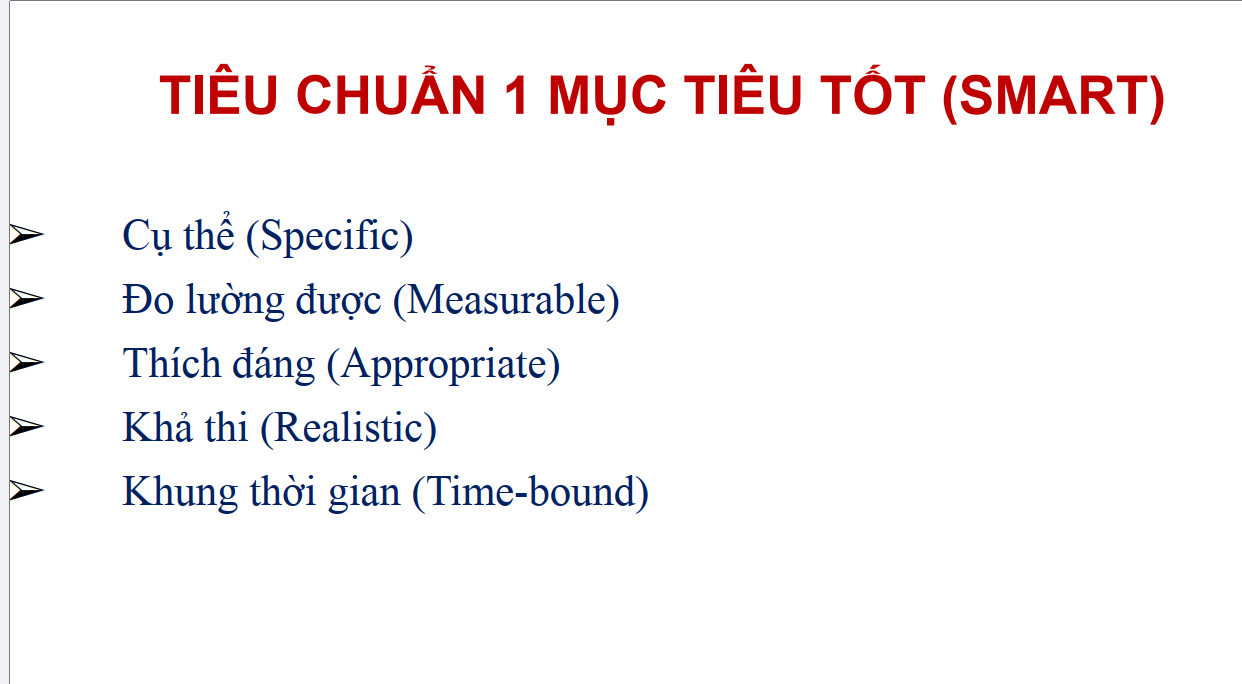 TIÊU CHUẨN 1 MỤC TIÊU TỐT (SMART)
➢ Cụ thể (Specific)
➢ Đo lường được (Measurable)
➢ Thích đáng (Appropriate)
➢ Khả thi (Realistic)
➢ Khung thời gian (Time-bound)